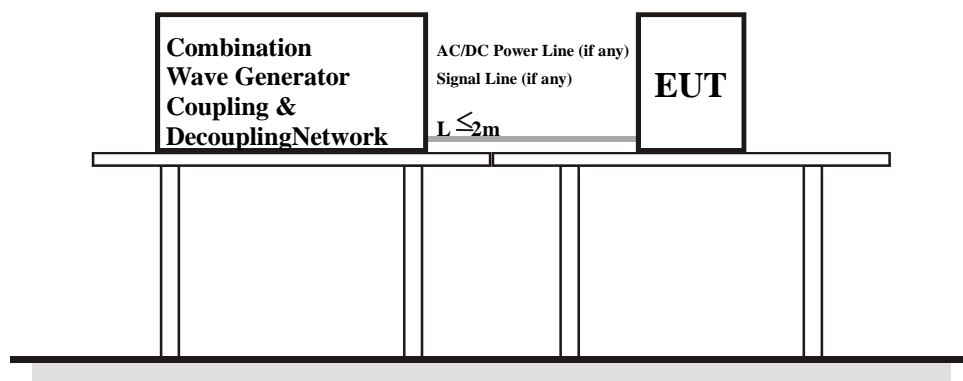 Combination
Wave Generator
Coupling &
DecouplingNetwork
AC/DC Power Line (if any)
Signal Line (if any)
L ≤2m
EUT